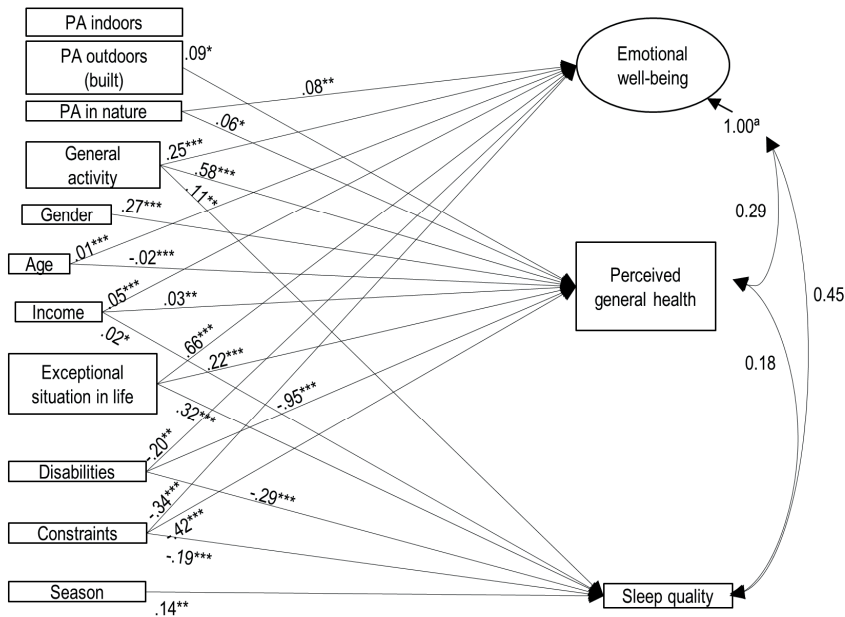 PA indoors
PA outdoors
(built)
.09*
Emotional
well-being
.08**
PA in nature
.06*
1.00ª
General
activity
.25***
.58***
.11**
Gender
.27***
0.29
.01***
Age
-.02***
Perceived
general health
.05***
Income
.03**
0.45
.02*
.66***
Exceptional
situation in life
.22***
0.18
-.95***
.32***
-.20**
Disabilities
-.34***
-.29***
Constraints
-.42***
-.19***
Season
.14**
Sleep quality